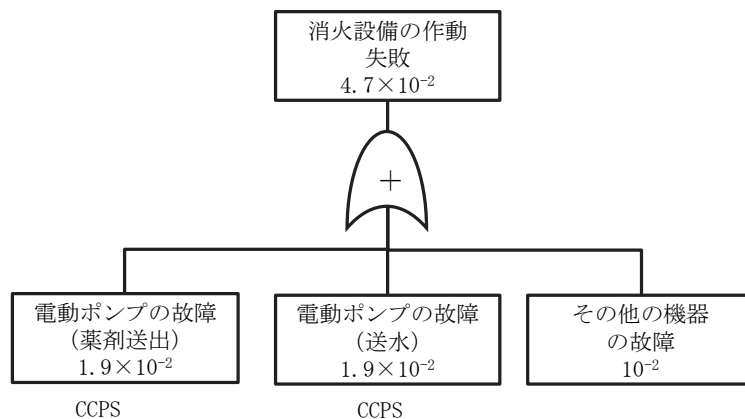 消火設備の作動
失敗
4.7×10⁻²
+
電動ポンプの故障
(薬剤送出)
1.9×10⁻²
電動ポンプの故障
(送水)
1.9×10⁻²
その他の機器
の故障
10⁻²
CCPS
CCPS